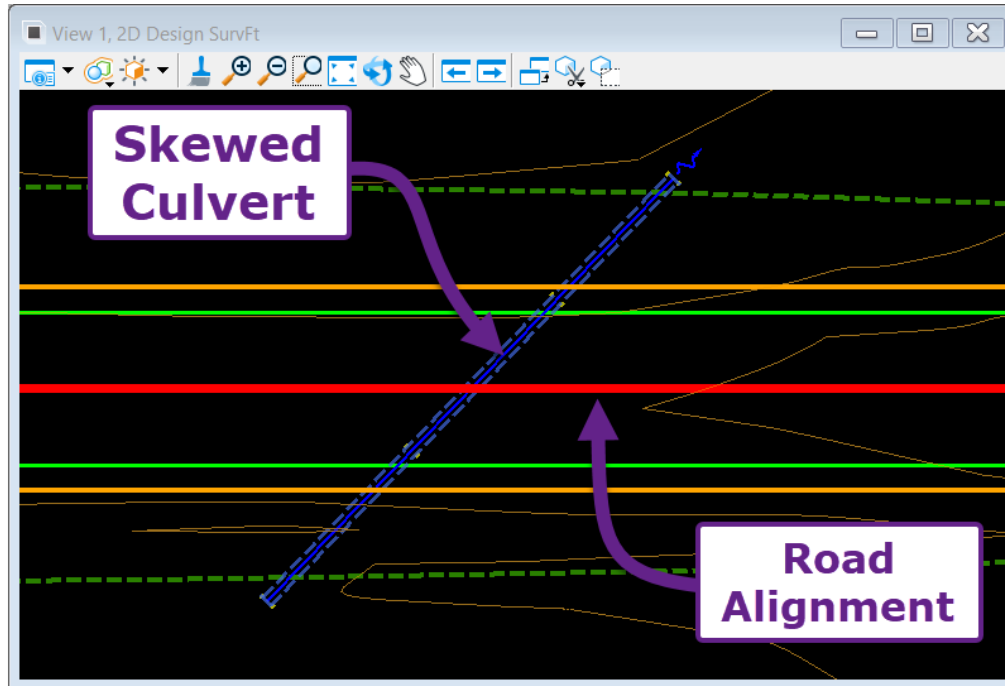 View 1, 2D Design SurvFt
Skewed
Culvert
Road
Alignment